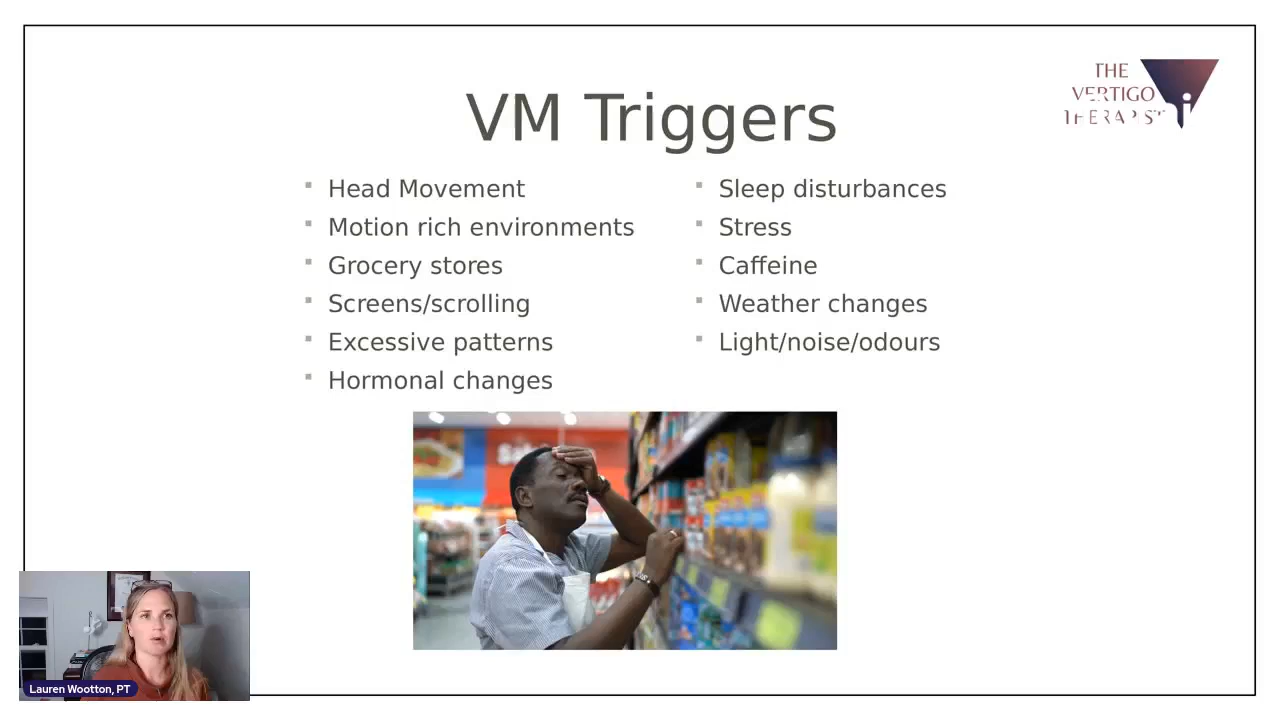 THE
VERTIGO
THERAPIST
VM Triggers
Head Movement
Motion rich environments
Grocery stores
Screens/scrolling
Excessive patterns
Hormonal changes
Sleep disturbances
Stress
Caffeine
Weather changes
Light/noise/odours
Lauren Wootton, PT